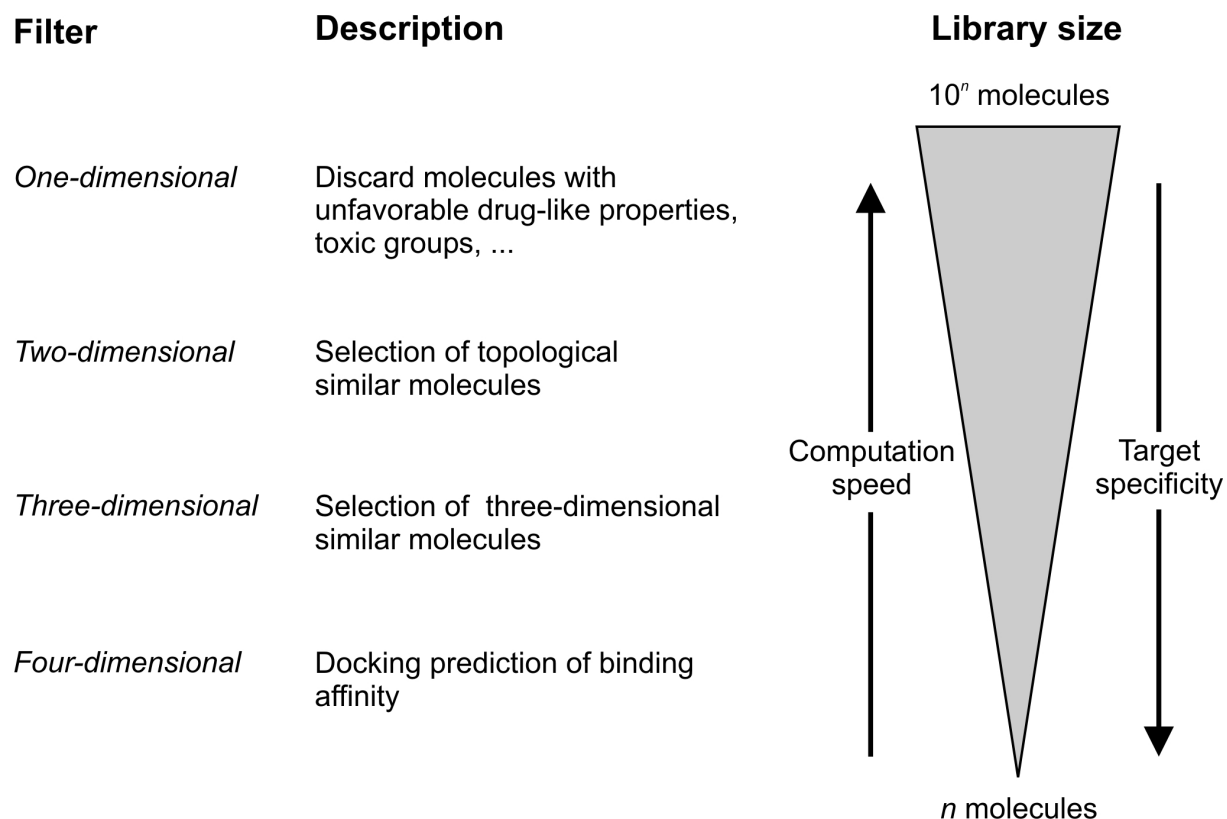 Filter
Description
Library size
10ⁿ molecules
One-dimensional
Discard molecules with
unfavorable drug-like properties,
toxic groups, ...
Two-dimensional
Selection of topological
similar molecules
Computation
speed
Target
specificity
Three-dimensional
Selection of  three-dimensional
similar molecules
Four-dimensional
Docking prediction of binding
affinity
n molecules